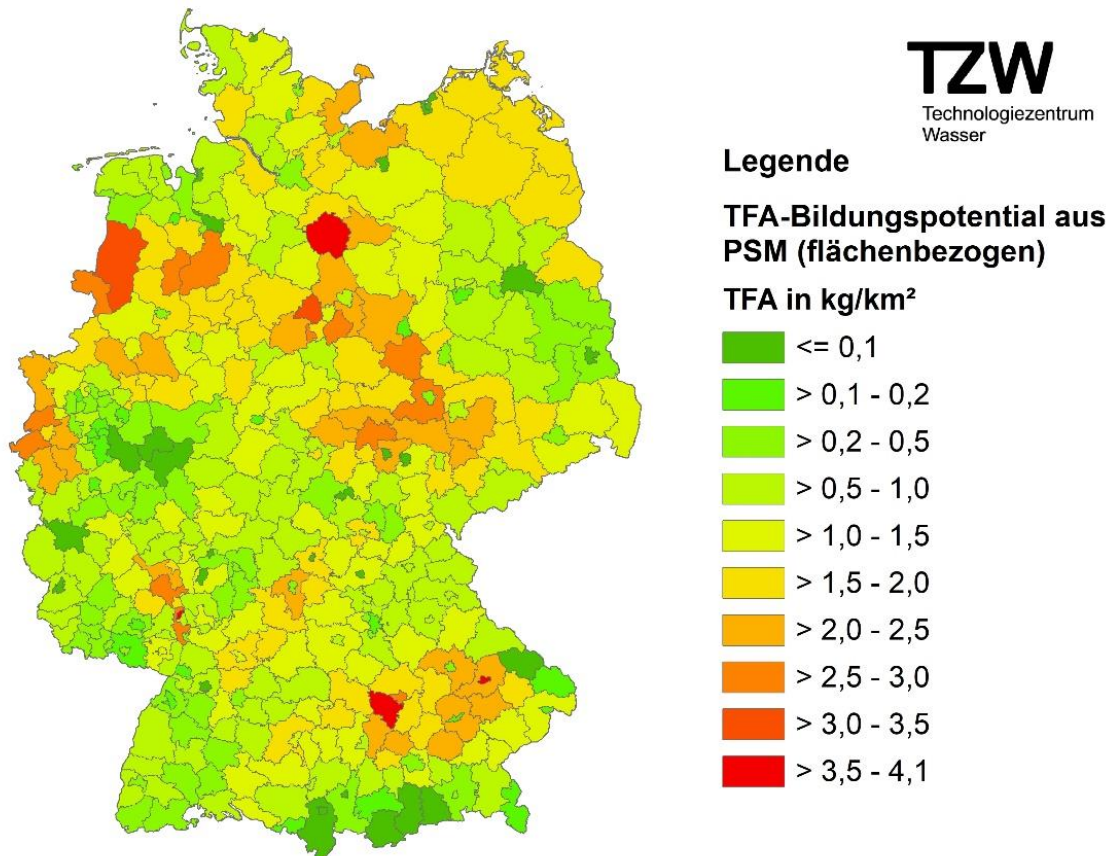 TZW
Technologiezentrum
Wasser
Legende
TFA-Bildungspotential aus
PSM (flächenbezogen)
TFA in kg/km²
<= 0,1
> 0,1 - 0,2
> 0,2 - 0,5
> 0,5 - 1,0
> 1,0 - 1,5
> 1,5 - 2,0
> 2,0 - 2,5
> 2,5 - 3,0
> 3,0 - 3,5
> 3,5 - 4,1